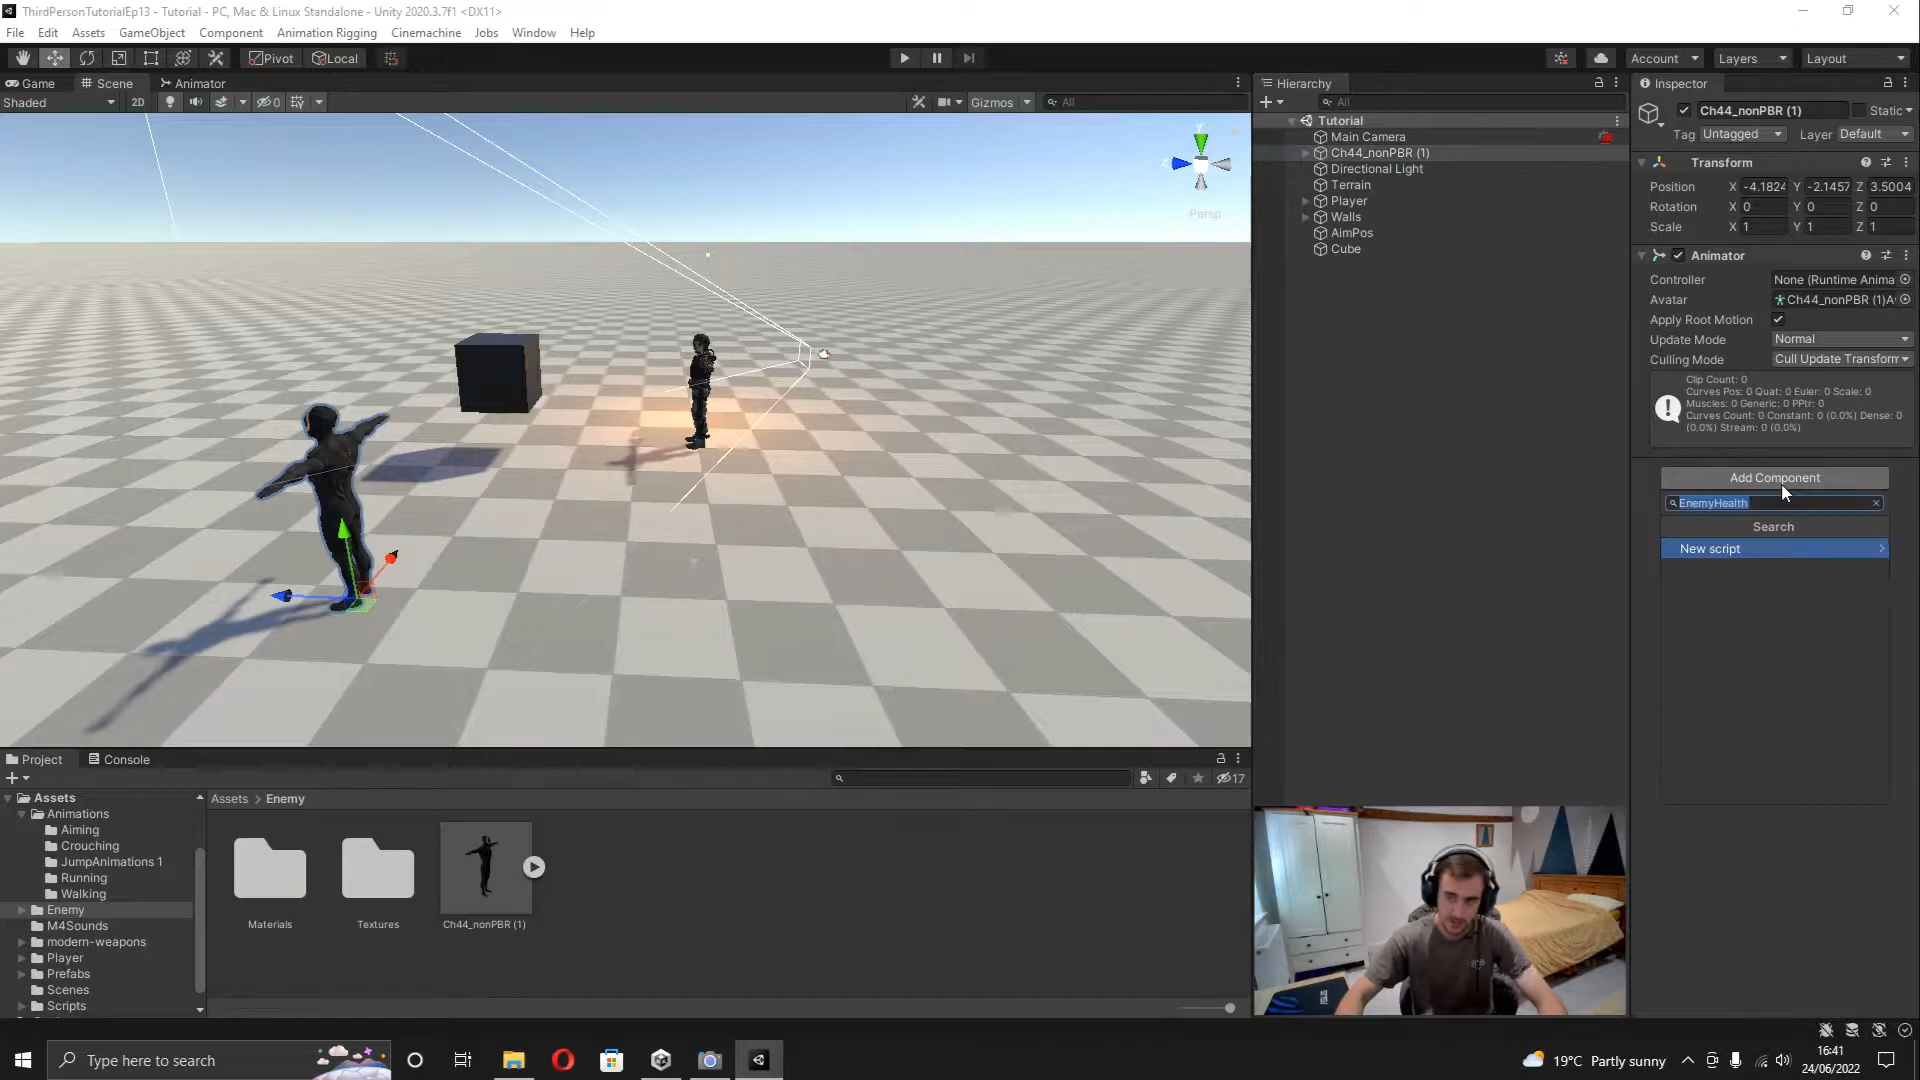 ThirdPersonTutorialEp13 - Tutorial - PC, Mac & Linux Standalone - Unity 2020.3.7f1 <DX11>
File Edit Assets GameObject Component Animation Rigging Cinemachine Jobs Window Help
Pivot Local Account Layers Layout
Game Scene Animator
Shaded 2D 0 Gizmos All
y
Persp
Hierarchy
All
Tutorial
Main Camera
Ch44_nonPBR (1)
Directional Light
Terrain
Player
Walls
AimPos
Cube
Inspector
Ch44_nonPBR (1) Static
Tag Untagged Layer Default
Transform
Position X -4.1824 Y -2.1457 Z 3.5004
Rotation X 0 Y 0 Z 0
Scale X 1 Y 1 Z 1
Animator
Controller None (Runtime Anima
Avatar Ch44_nonPBR (1)A
Apply Root Motion
Update Mode Normal
Culling Mode Cull Update Transform
Clip Count: 0
Curves Pos: 0 Quat: 0 Euler: 0 Scale: 0
Muscles: 0 Generic: 0 PPtr: 0
Curves Count: 0 Constant: 0 (0.0%) Dense: 0
(0.0%) Stream: 0 (0.0%)
Add Component
EnemyHealth
Search
New script
Project Console
17
Assets
Animations
Aiming
Crouching
JumpAnimations 1
Running
Walking
Enemy
M4Sounds
modern-weapons
Player
Prefabs
Scenes
Scripts
Assets > Enemy
Materials Textures Ch44_nonPBR (1)
Type here to search
19°C Partly sunny
16:41
24/06/2022